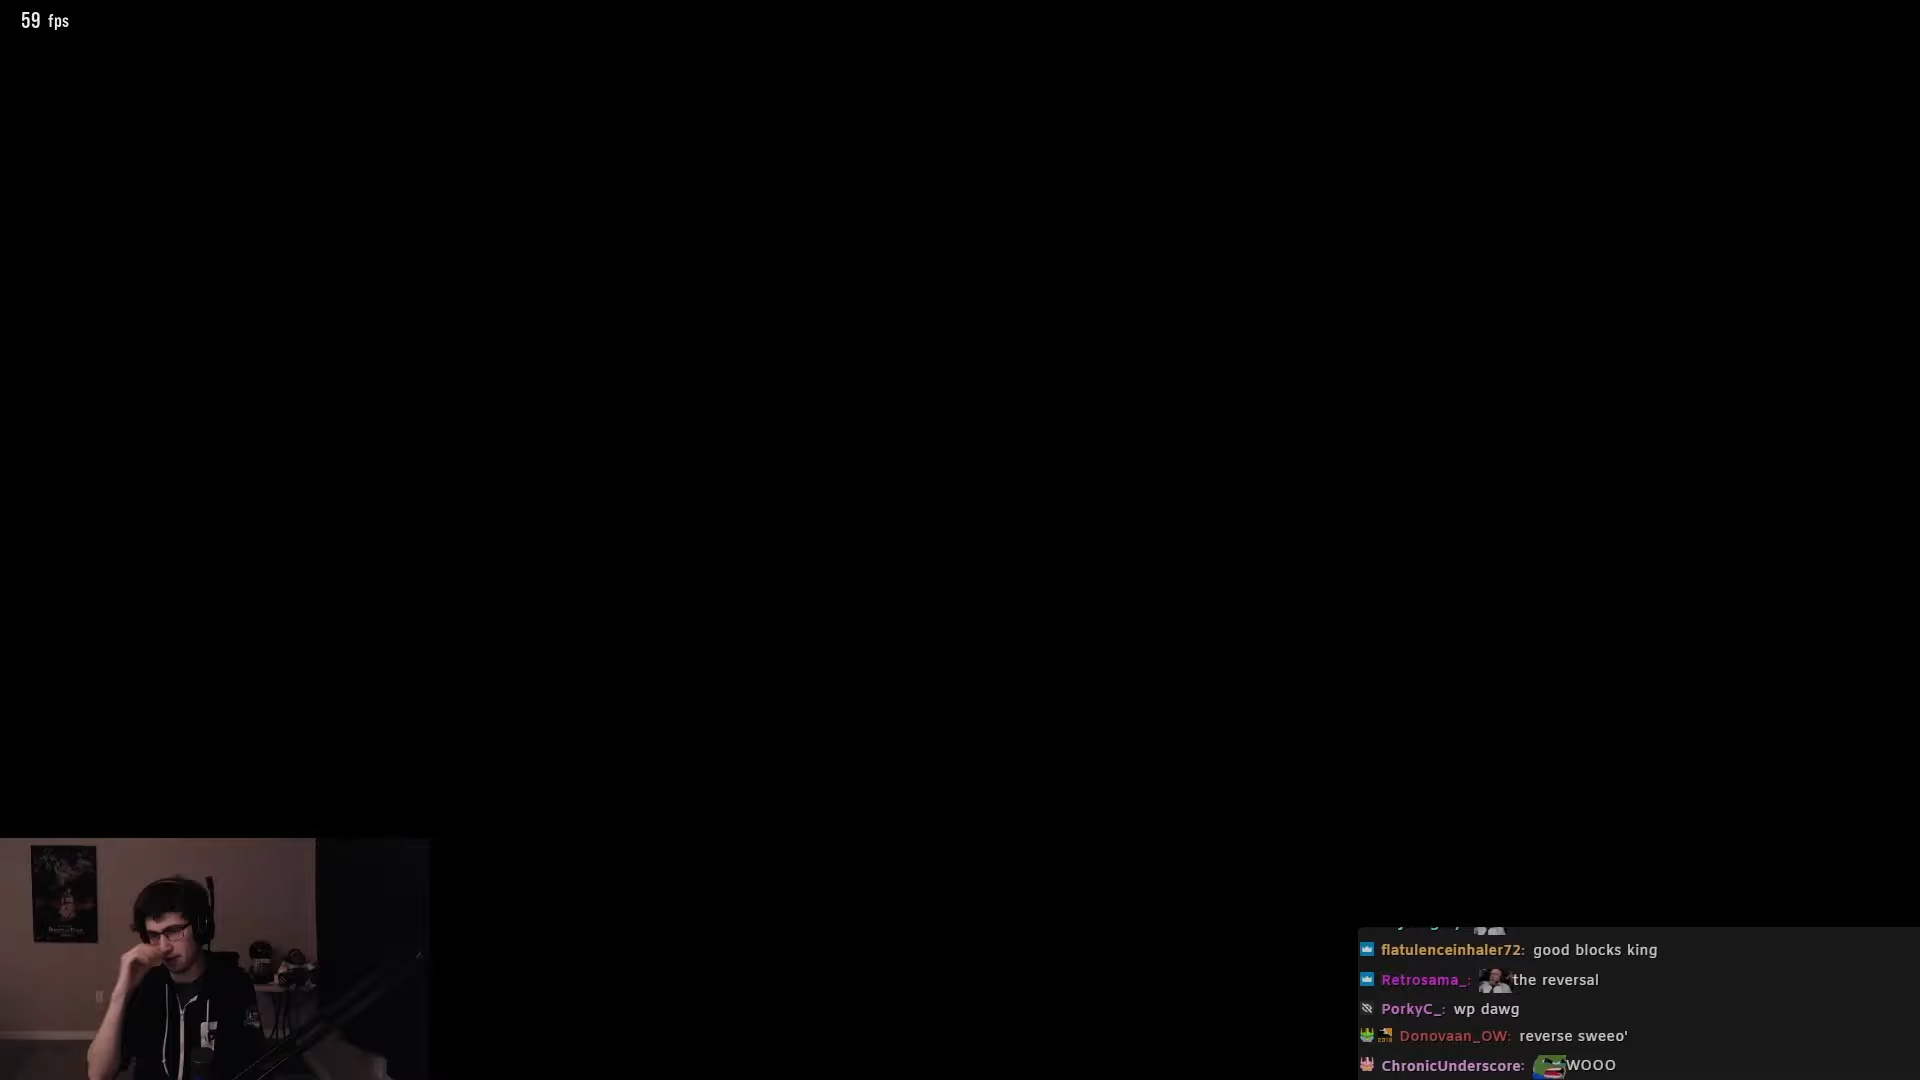 59 fps
flatulenceinhaler72: good blocks king
Retrosama_: the reversal
PorkyC_: wp dawg
Donovaan_OW: reverse sweeo'
ChronicUnderscore: WOOO